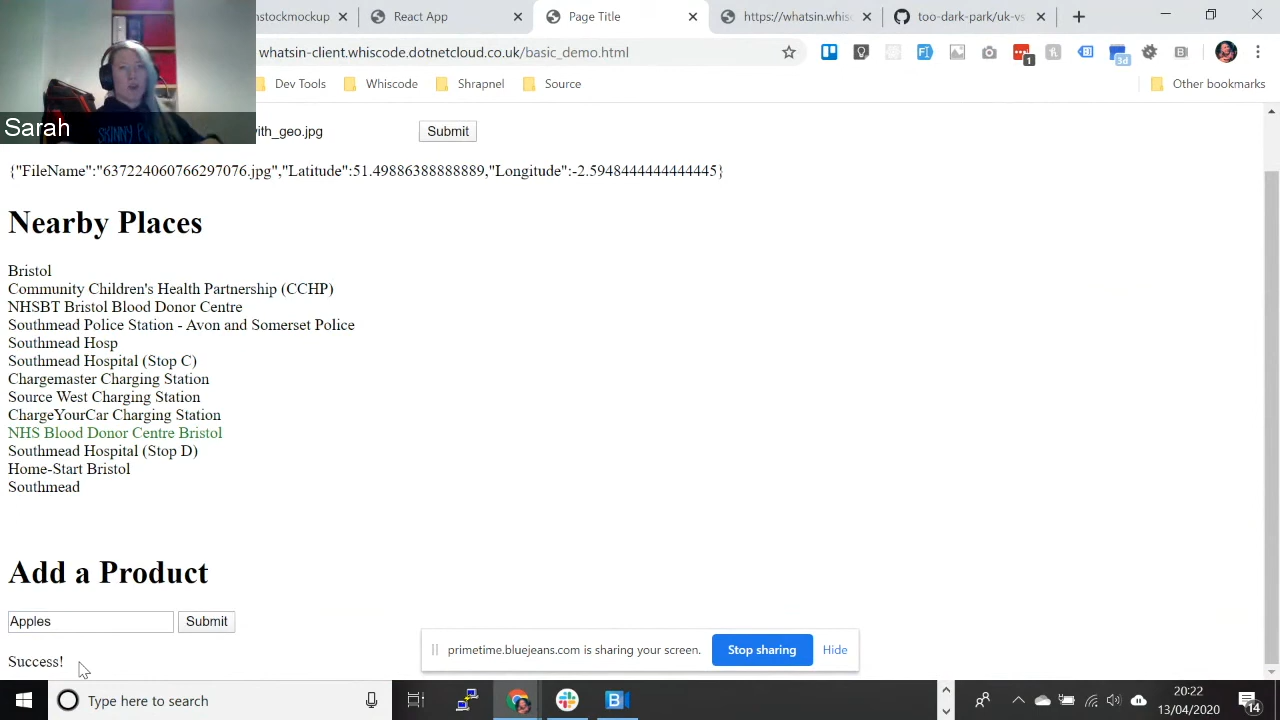 stockmockup
React App
Page Title
https://whatsin.whisc
too-dark-park/uk-vs
whatsin-client.whiscode.dotnetcloud.co.uk/basic_demo.html
1
3d
B
Dev Tools
Whiscode
Shrapnel
Source
Other bookmarks
Sarah
SKINNY
ith_geo.jpg
Submit
{"FileName":"637224060766297076.jpg","Latitude":51.49886388888889,"Longitude":-2.5948444444444445}
Nearby Places
Bristol
Community Children's Health Partnership (CCHP)
NHSBT Bristol Blood Donor Centre
Southmead Police Station - Avon and Somerset Police
Southmead Hosp
Southmead Hospital (Stop C)
Chargemaster Charging Station
Source West Charging Station
ChargeYourCar Charging Station
NHS Blood Donor Centre Bristol
Southmead Hospital (Stop D)
Home-Start Bristol
Southmead
Add a Product
Apples
Submit
Success!
primetime.bluejeans.com is sharing your screen.
Stop sharing
Hide
Type here to search
20:22
13/04/2020
14